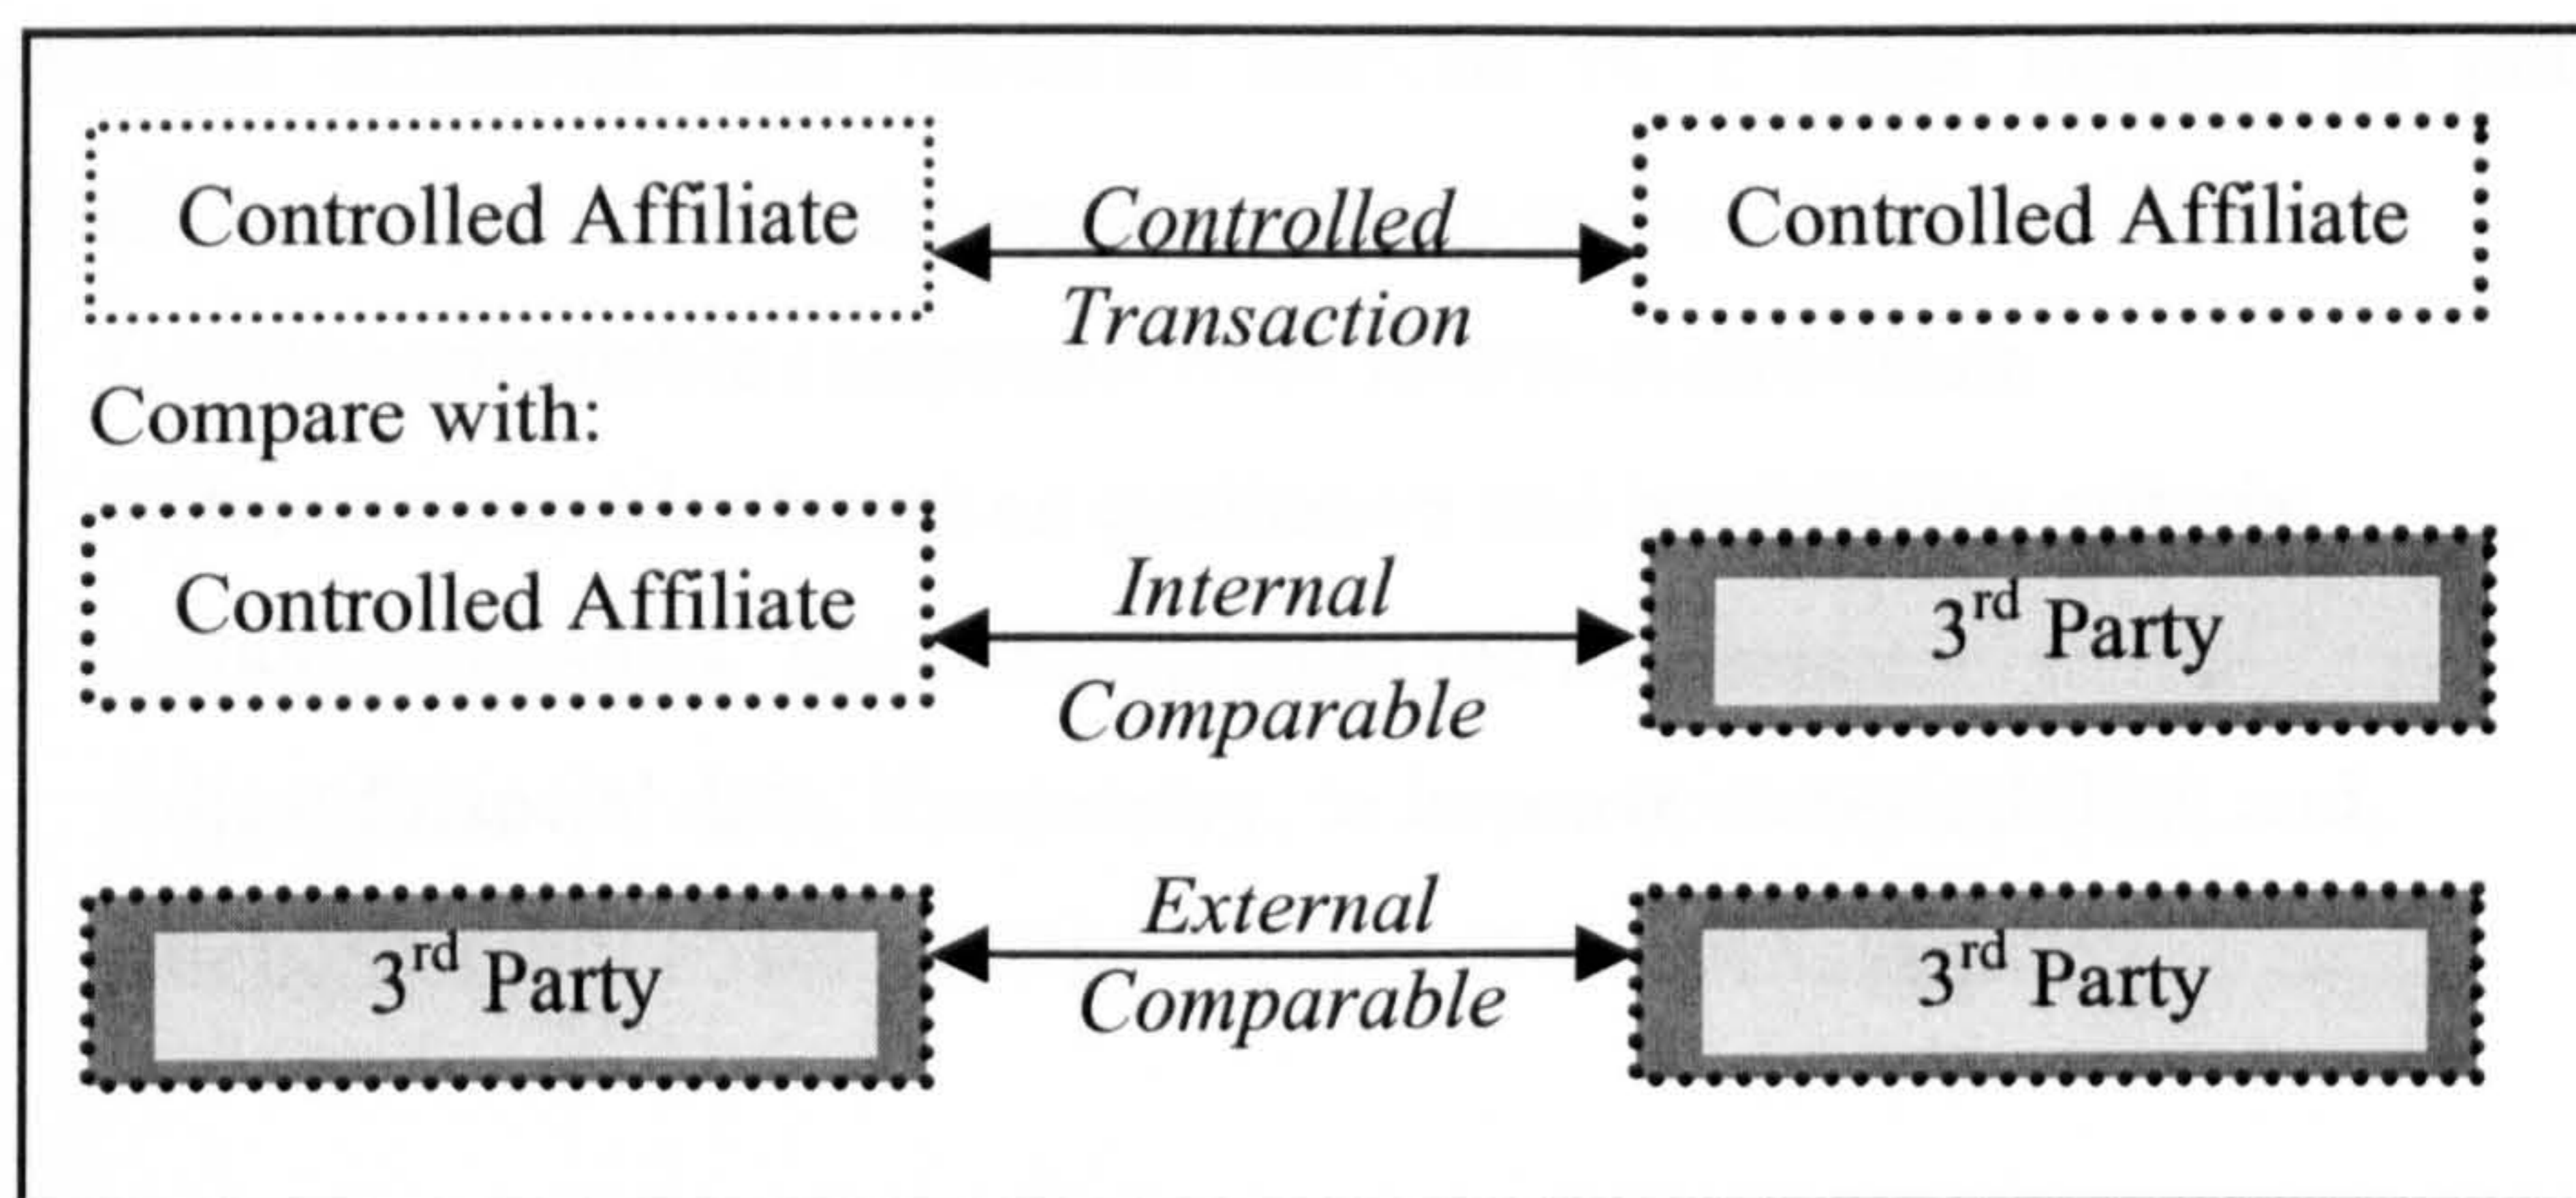 Controlled Affiliate
Controlled
Transaction
Controlled Affiliate
Compare with:
Controlled Affiliate
Internal
Comparable
3rd Party
3rd Party
External
Comparable
3rd Party